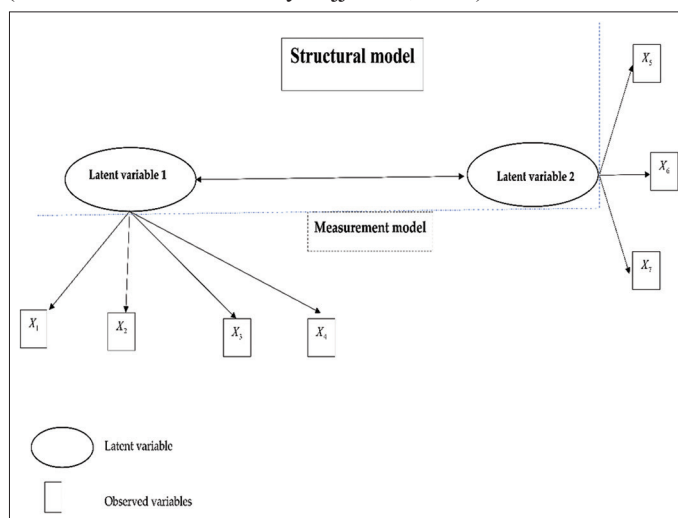 Structural model
X5
Latent variable 1
Latent variable 2
X6
Measurement model
X7
X1
X2
X3
X4
Latent variable
Observed variables